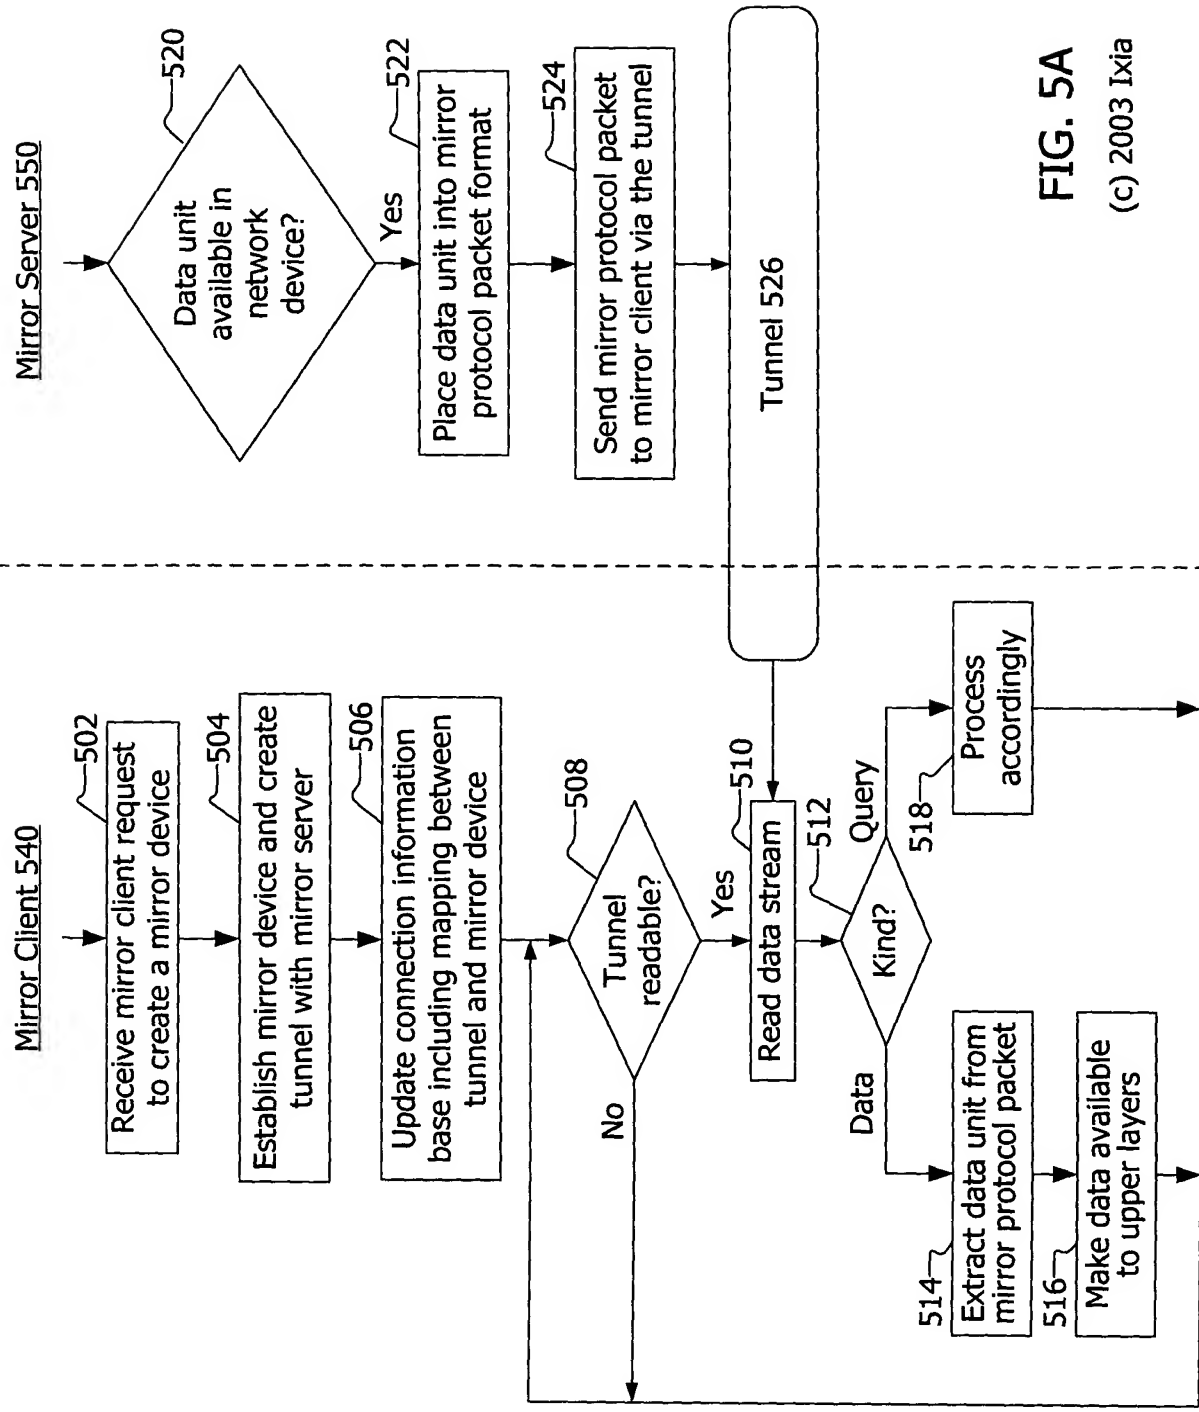 Mirror Client 540
502
Receive mirror client request
to create a mirror device
504
Establish mirror device and create
tunnel with mirror server
506
Update connection information
base including mapping between
tunnel and mirror device
508
Tunnel
readable?
No
Yes
510
Read data stream
512
Kind?
Data
Query
514
Extract data unit from
mirror protocol packet
516
Make data available
to upper layers
518
Process
accordingly
Mirror Server 550
520
Data unit
available in
network
device?
Yes
522
Place data unit into mirror
protocol packet format
524
Send mirror protocol packet
to mirror client via the tunnel
Tunnel 526
FIG. 5A
(c) 2003 Ixia